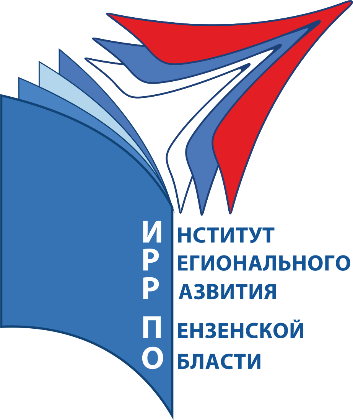 ИНСТИТУТ
РЕГИОНАЛЬНОГО
РАЗВИТИЯ
ПЕНЗЕНСКОЙ
ОБЛАСТИ